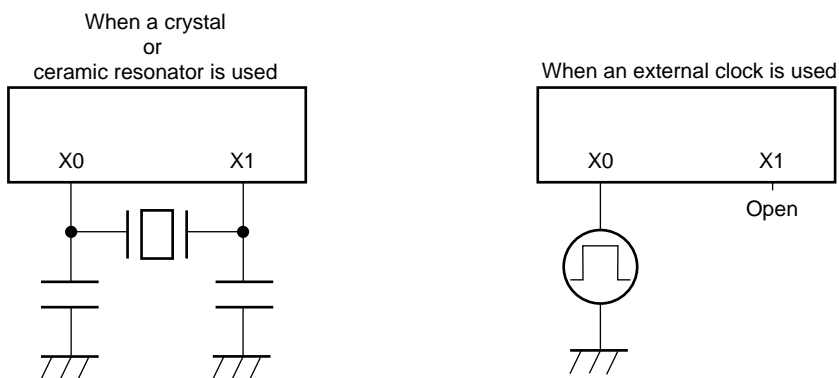 When a crystal
or
ceramic resonator is used
X0
X1
When an external clock is used
X0
X1
Open